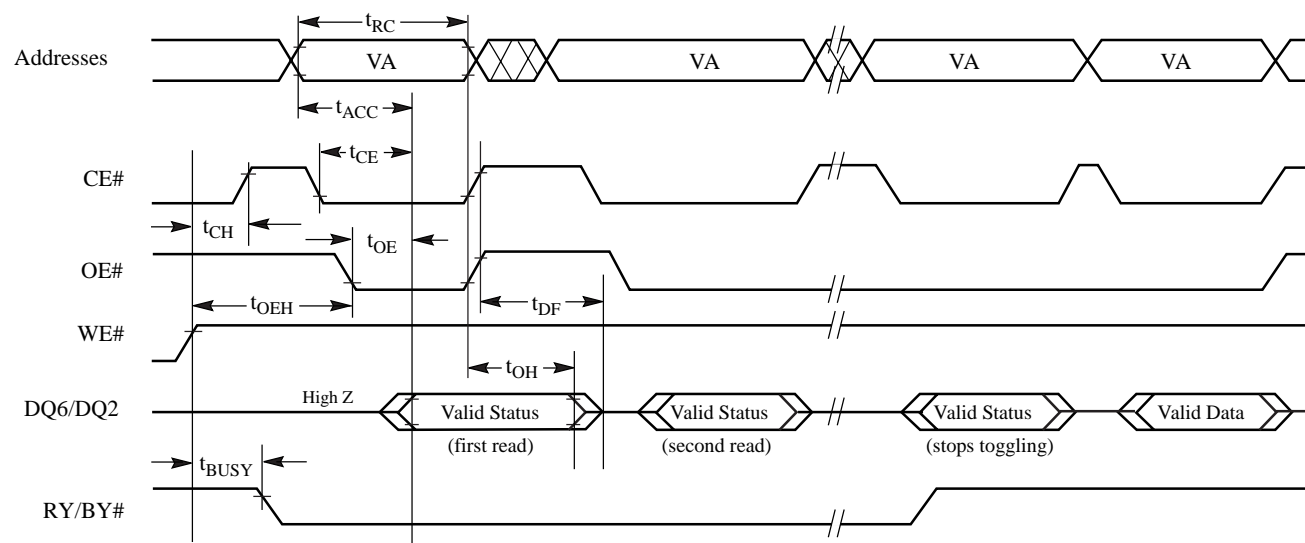 tRC
Addresses VA VA VA VA
tACC
tCE
CE#
tCH tOE
OE#
tOEH tDF
WE#
tOH
High Z
DQ6/DQ2 Valid Status Valid Status Valid Status Valid Data
(first read) (second read) (stops toggling)
tBUSY
RY/BY#